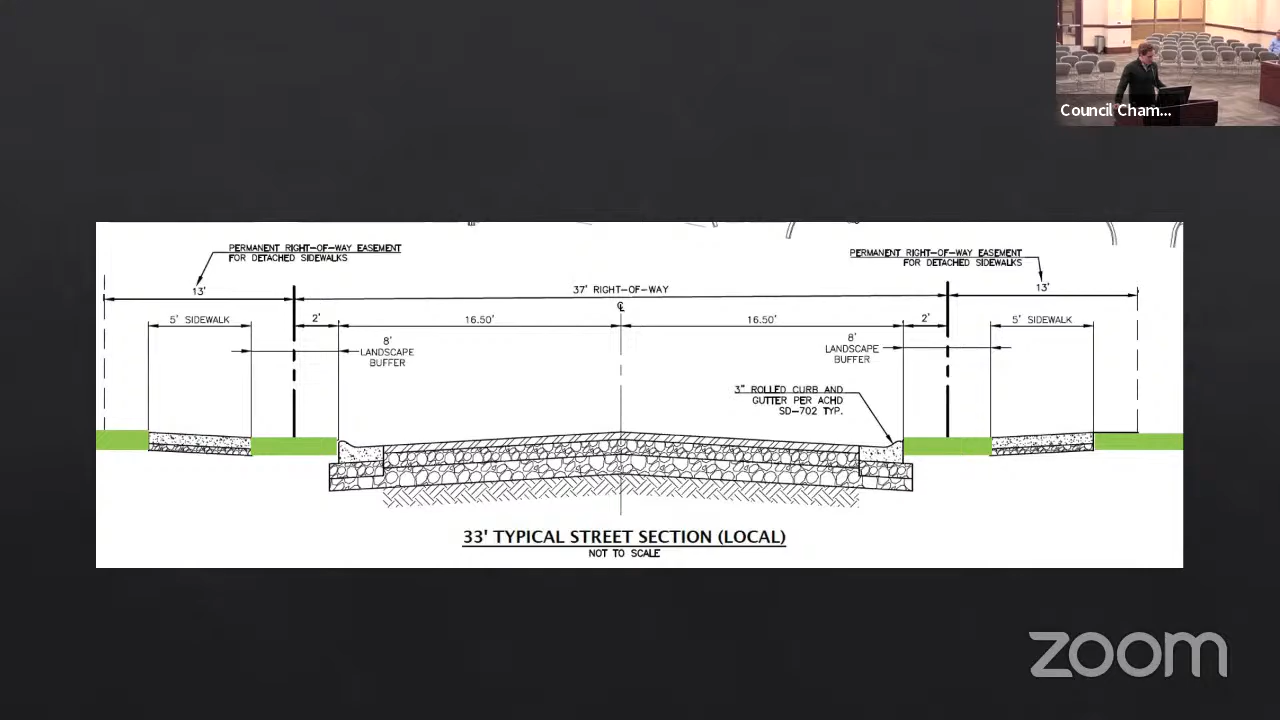 Council Cham...
PERMANENT RIGHT-OF-WAY EASEMENT
FOR DETACHED SIDEWALKS
PERMANENT RIGHT-OF-WAY EASEMENT
FOR DETACHED SIDEWALKS
13'
37' RIGHT-OF-WAY
13'
℄
5' SIDEWALK
2'
16.50'
16.50'
2'
5' SIDEWALK
8'
LANDSCAPE
BUFFER
8'
LANDSCAPE
BUFFER
3" ROLLED CURB AND
GUTTER PER ACHD
SD-702 TYP.
33' TYPICAL STREET SECTION (LOCAL)
NOT TO SCALE
zoom